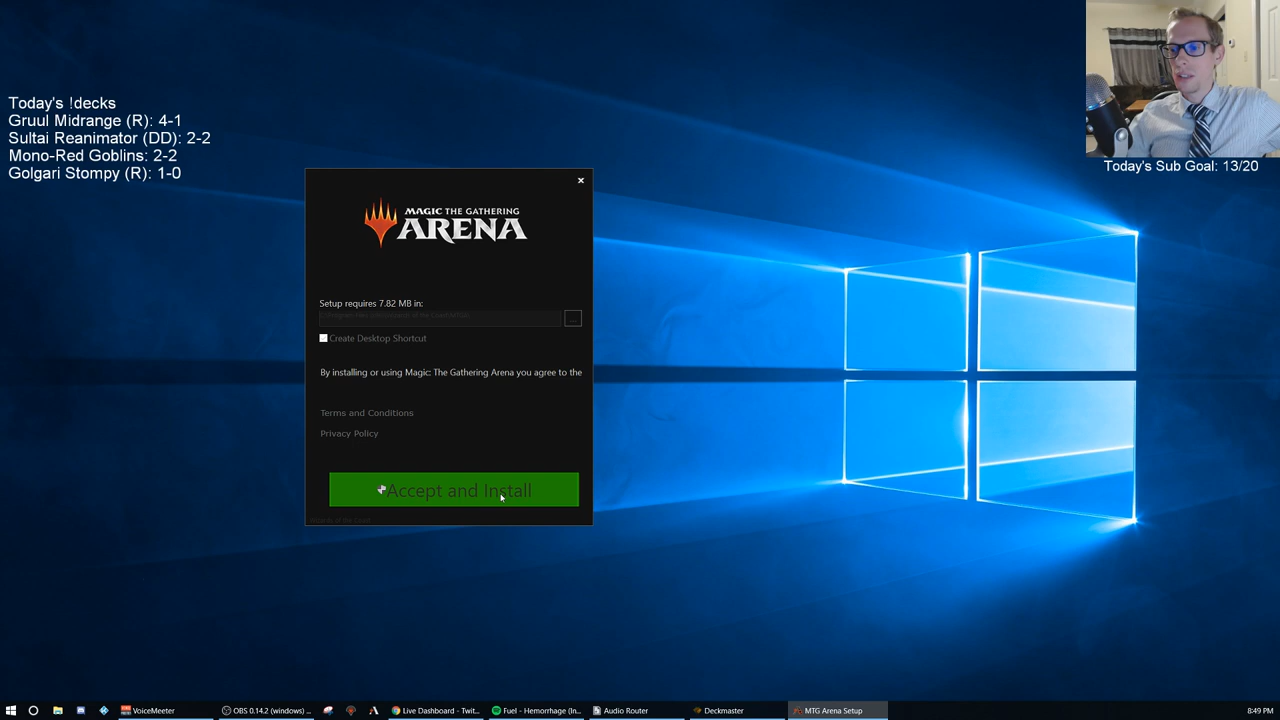 Today's !decks
Gruul Midrange (R): 4-1
Sultai Reanimator (DD): 2-2
Mono-Red Goblins: 2-2
Golgari Stompy (R): 1-0
Today's Sub Goal: 13/20
MAGIC THE GATHERING
ARENA
Setup requires 7.82 MB in:
...
Create Desktop Shortcut
By installing or using Magic: The Gathering Arena you agree to the
Terms and Conditions
Privacy Policy
Accept and Install
Wizards of the Coast
VoiceMeeter
OBS 0.14.2 (windows) ...
Live Dashboard - Twit...
Fuel - Hemorrhage (In...
Audio Router
Deckmaster
MTG Arena Setup
8:49 PM